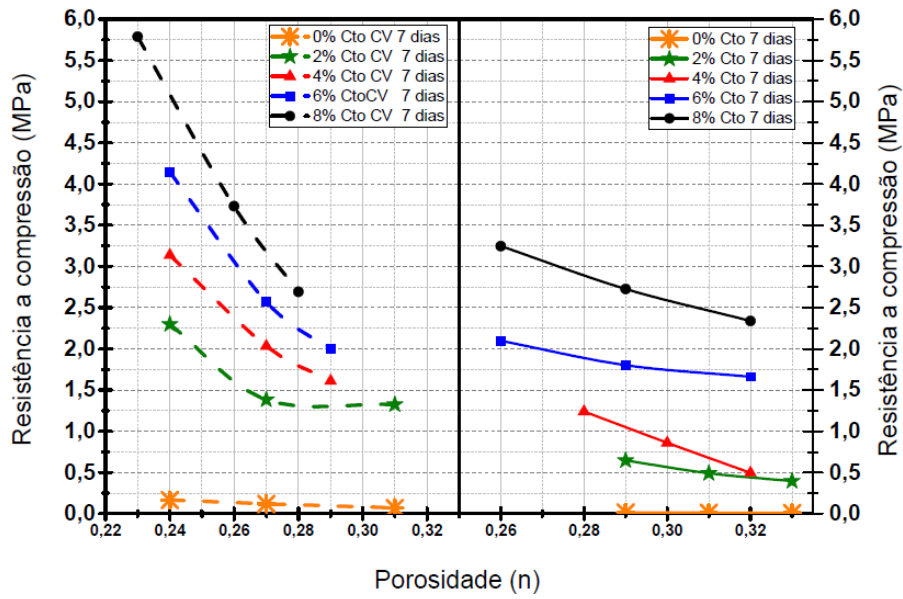 6,0
5,5
5,0
4,5
4,0
3,5
3,0
2,5
2,0
1,5
1,0
0,5
0,0
Resistência a compressão (MPa)
0% Cto CV 7 dias
2% Cto CV 7 dias
4% Cto CV 7 dias
6% CtoCV 7 dias
8% Cto CV 7 dias
0% Cto 7 dias
2% Cto 7 dias
4% Cto 7 dias
6% Cto 7 dias
8% Cto 7 dias
6,0
5,5
5,0
4,5
4,0
3,5
3,0
2,5
2,0
1,5
1,0
0,5
0,0
Resistência a compressão (MPa)
0,22 0,24 0,26 0,28 0,30 0,32 0,26 0,28 0,30 0,32
Porosidade (n)